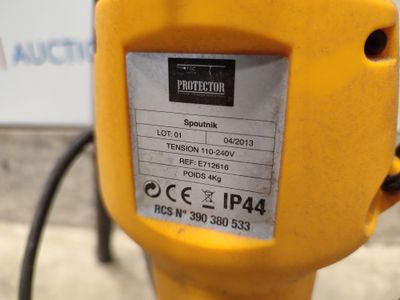 AUCTIO
PROTEC
PROTECTOR
Spoutnik
LOT: 01 04/2013
TENSION 110-240V
REF: E712616
POIDS 4Kg
CE IP44
RCS N° 390 380 533